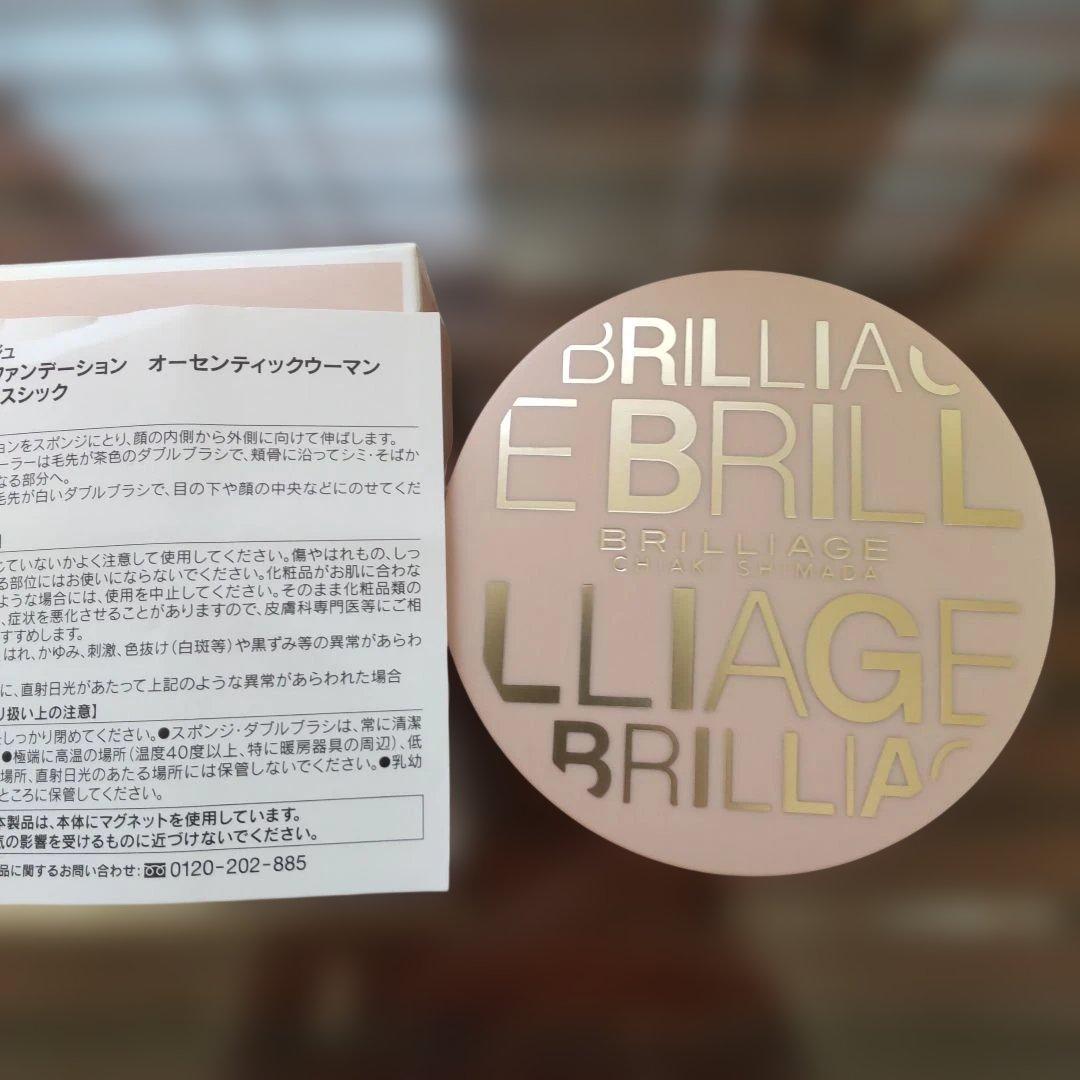 ジュ
ファンデーション　オーセンティックウーマン
スシック
ョンをスポンジにとり、顔の内側から外側に向けて伸ばします。
ーラーは毛先が茶色のダブルブラシで、頬骨に沿ってシミ・そばか
なる部分へ。
毛先が白いダブルブラシで、目の下や顔の中央などにのせてくだ
じていないかよく注意して使用してください。傷やはれもの、しっ
る部位にはお使いにならないでください。化粧品がお肌に合わな
ような場合には、使用を中止してください。そのまま化粧品類の
、症状を悪化させることがありますので、皮膚科専門医等にご相
すすめします。
はれ、かゆみ、刺激、色抜け（白斑等）や黒ずみ等の異常があらわ
に、直射日光があたって上記のような異常があらわれた場合
り扱い上の注意】
しっかり閉めてください。●スポンジ・ダブルブラシは、常に清潔
●極端に高温の場所（温度40度以上、特に暖房器具の周辺）、低
場所、直射日光のあたる場所には保管しないでください。●乳幼
ところに保管してください。
本製品は、本体にマグネットを使用しています。
気の影響を受けるものに近づけないでください。
品に関するお問い合わせ：0120-202-885
BRILLIAG
E BRILL
BRILLIAGE
CHIAKI SHIMADA
LLIAGE
BRILLIAG